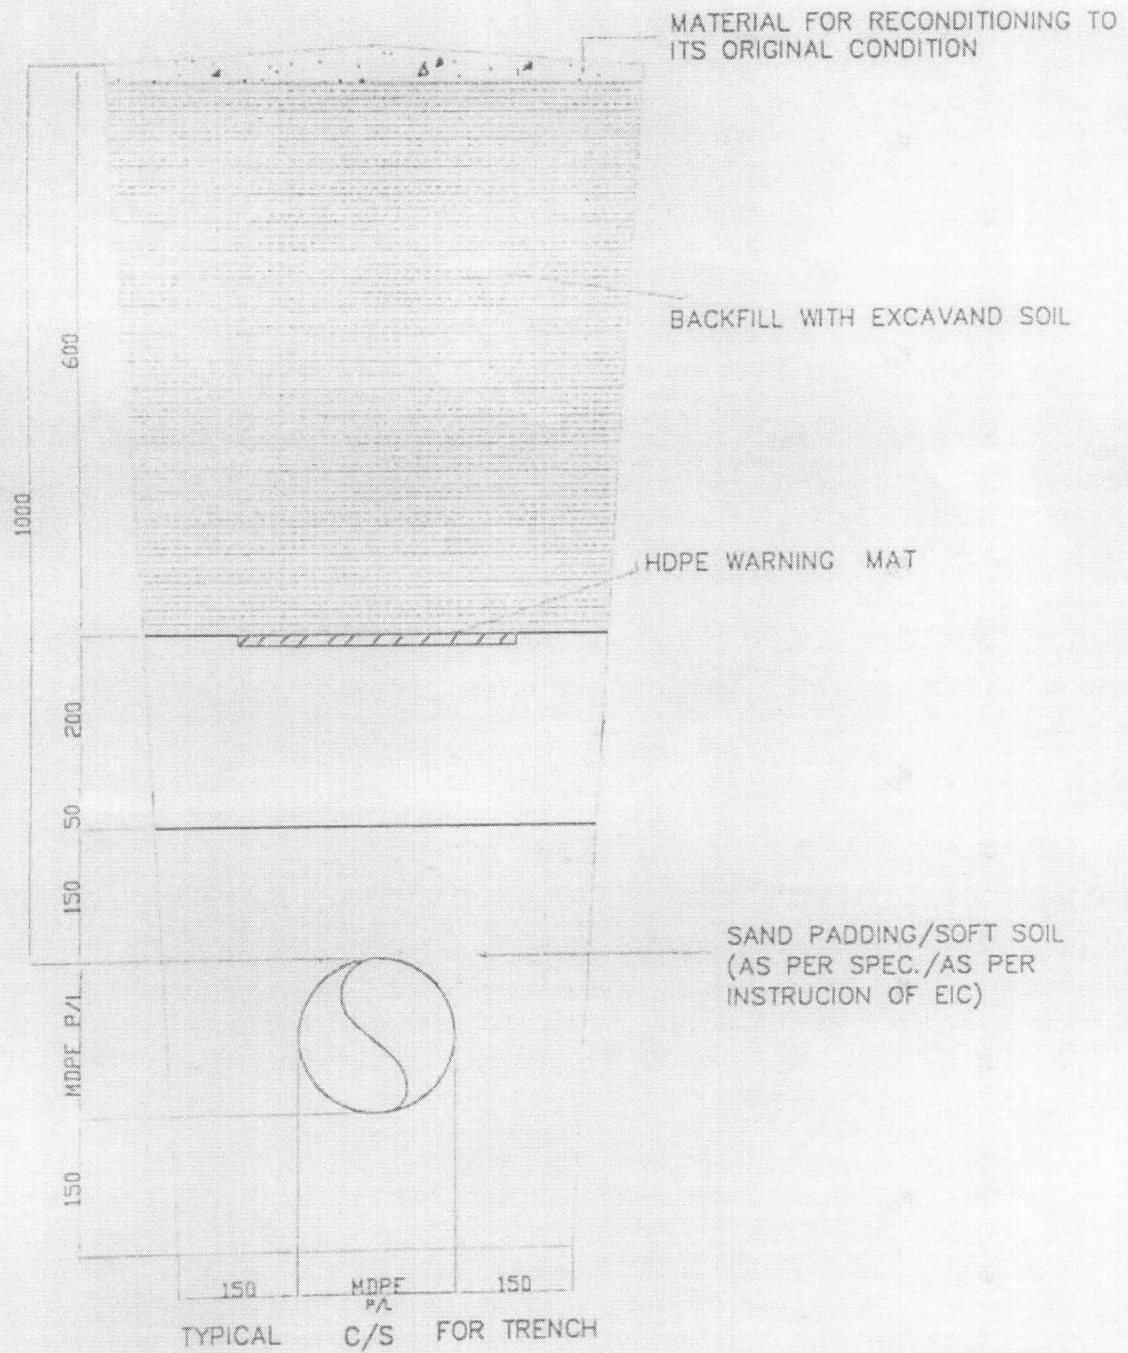 MATERIAL FOR RECONDITIONING TO
ITS ORIGINAL CONDITION
600
BACKFILL WITH EXCAVAND SOIL
1000
HDPE WARNING MAT
200
50
150
SAND PADDING/SOFT SOIL
(AS PER SPEC./AS PER
INSTRUCION OF EIC)
MDPE P/L
150
150
MDPE
P/L
150
TYPICAL C/S FOR TRENCH